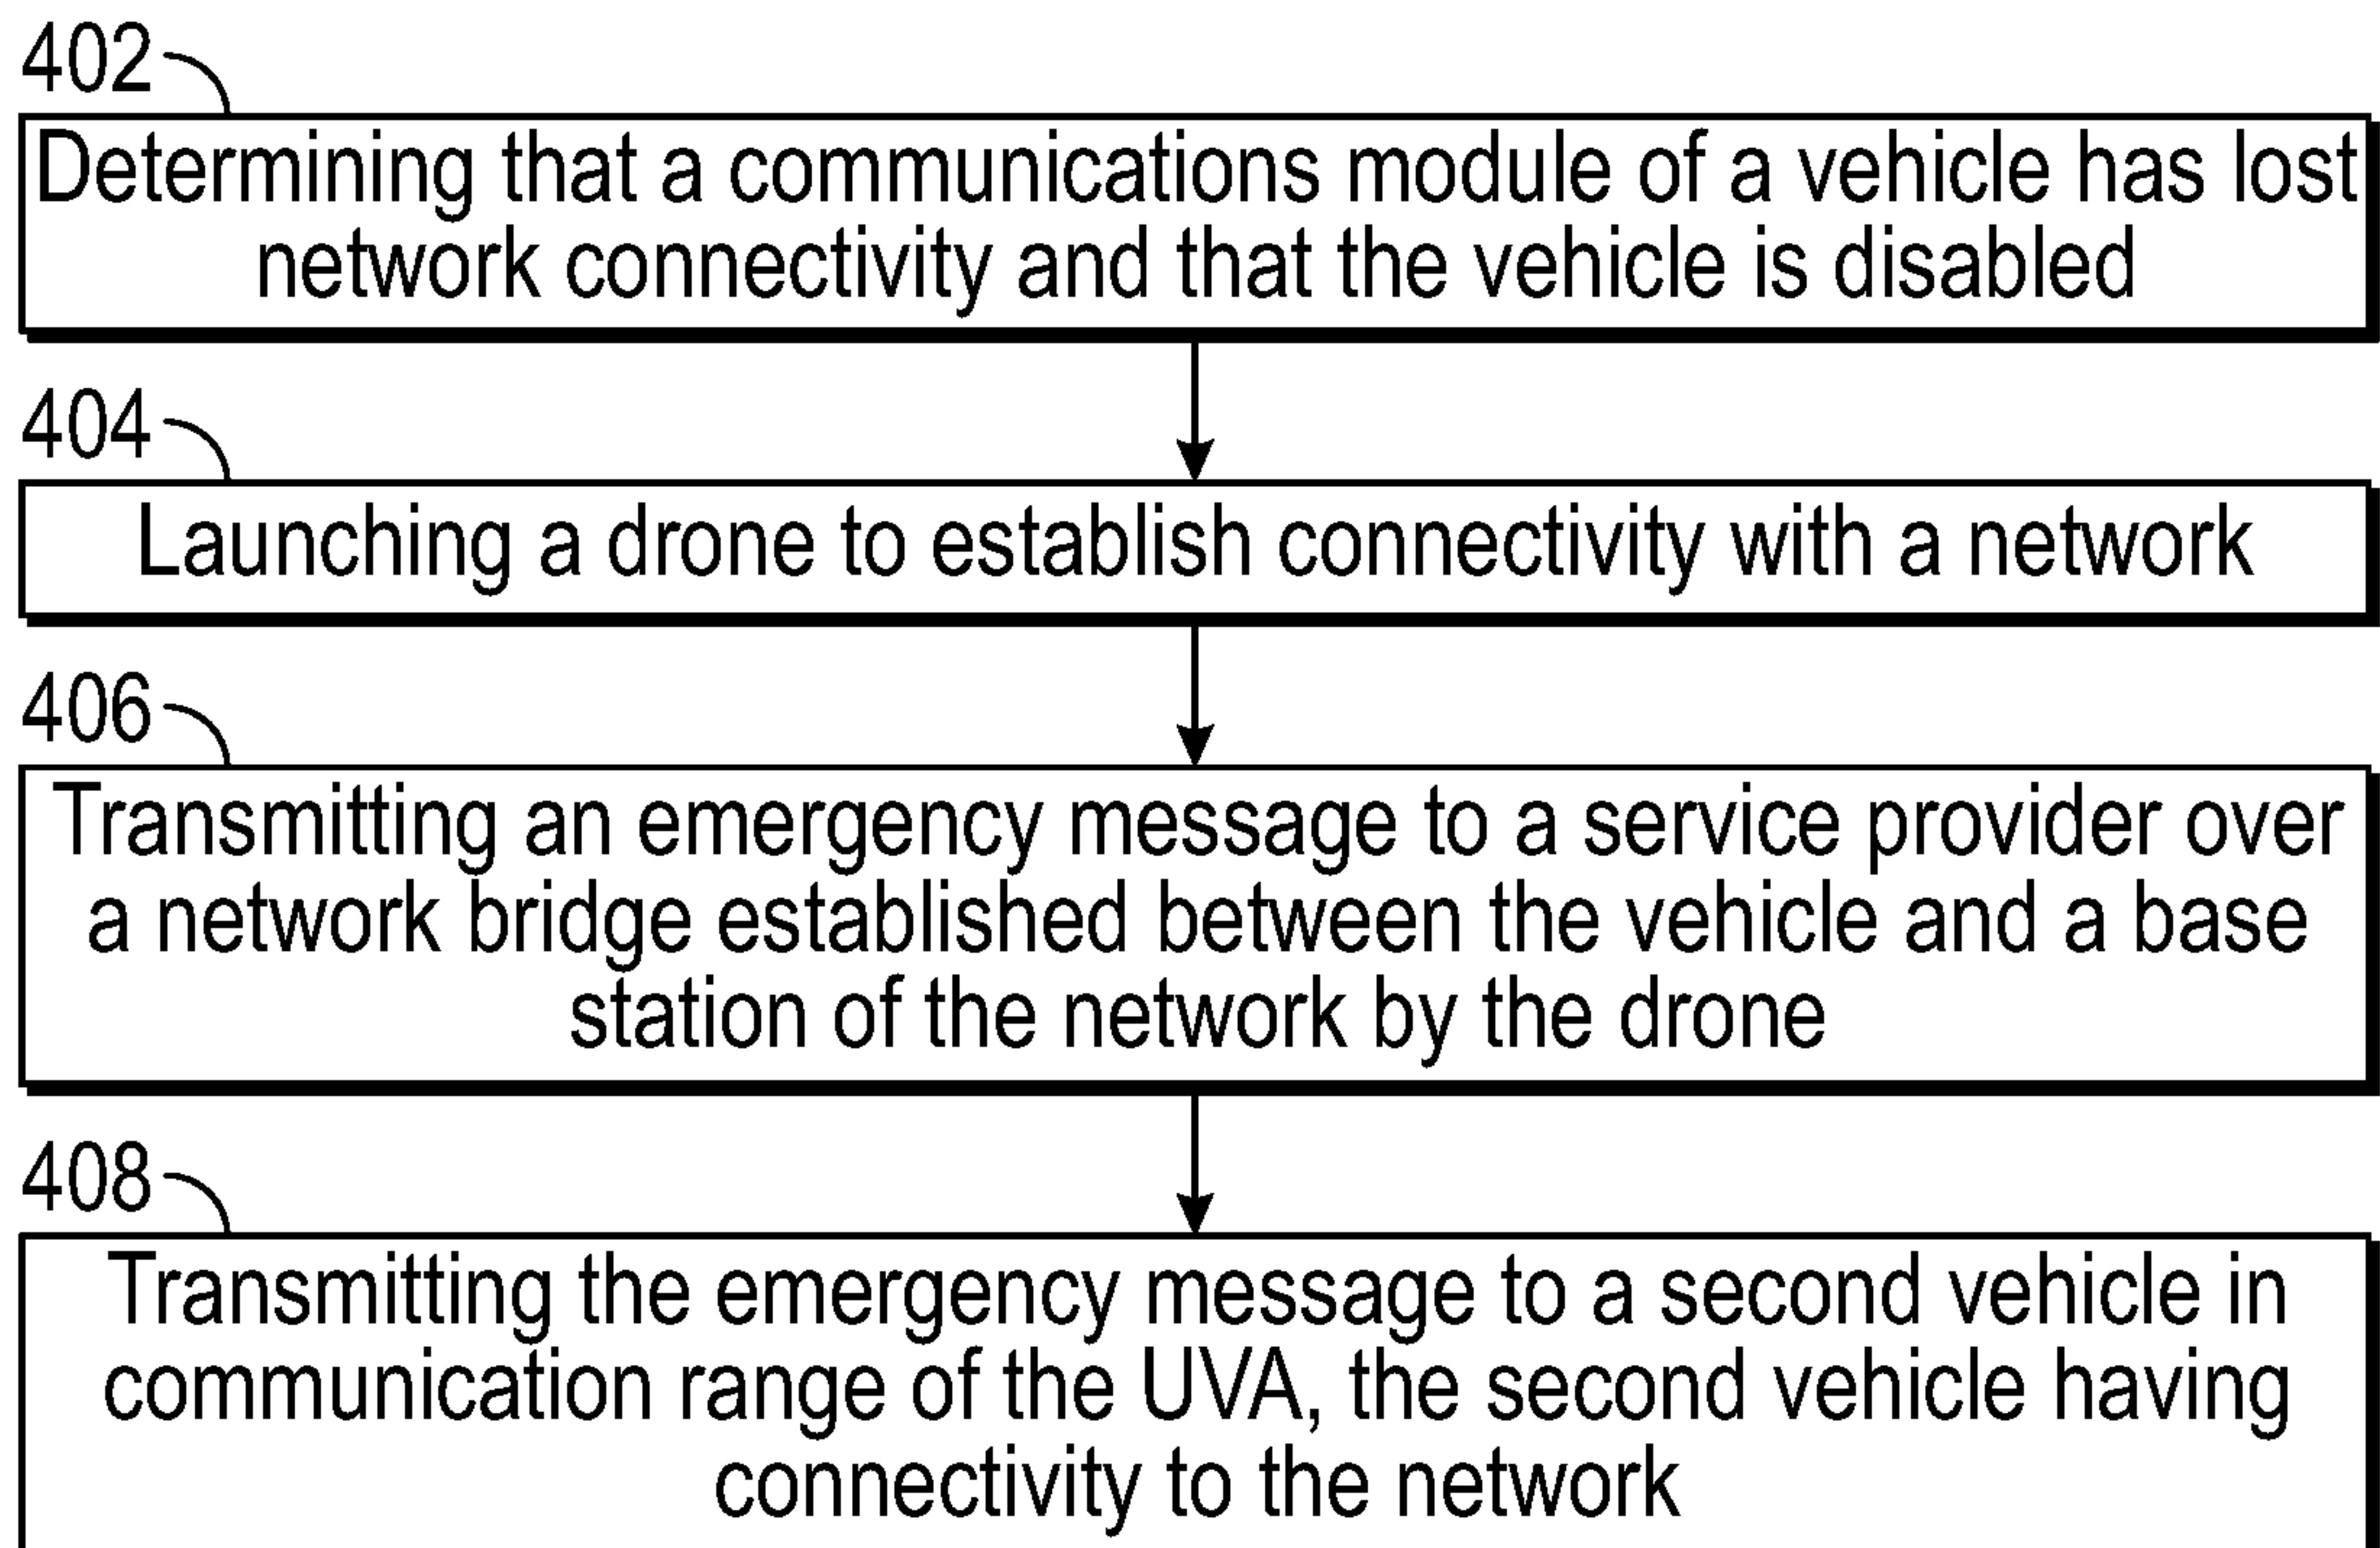 402
Determining that a communications module of a vehicle has lost
network connectivity and that the vehicle is disabled
404
Launching a drone to establish connectivity with a network
406
Transmitting an emergency message to a service provider over
a network bridge established between the vehicle and a base
station of the network by the drone
408
Transmitting the emergency message to a second vehicle in
communication range of the UVA, the second vehicle having
connectivity to the network